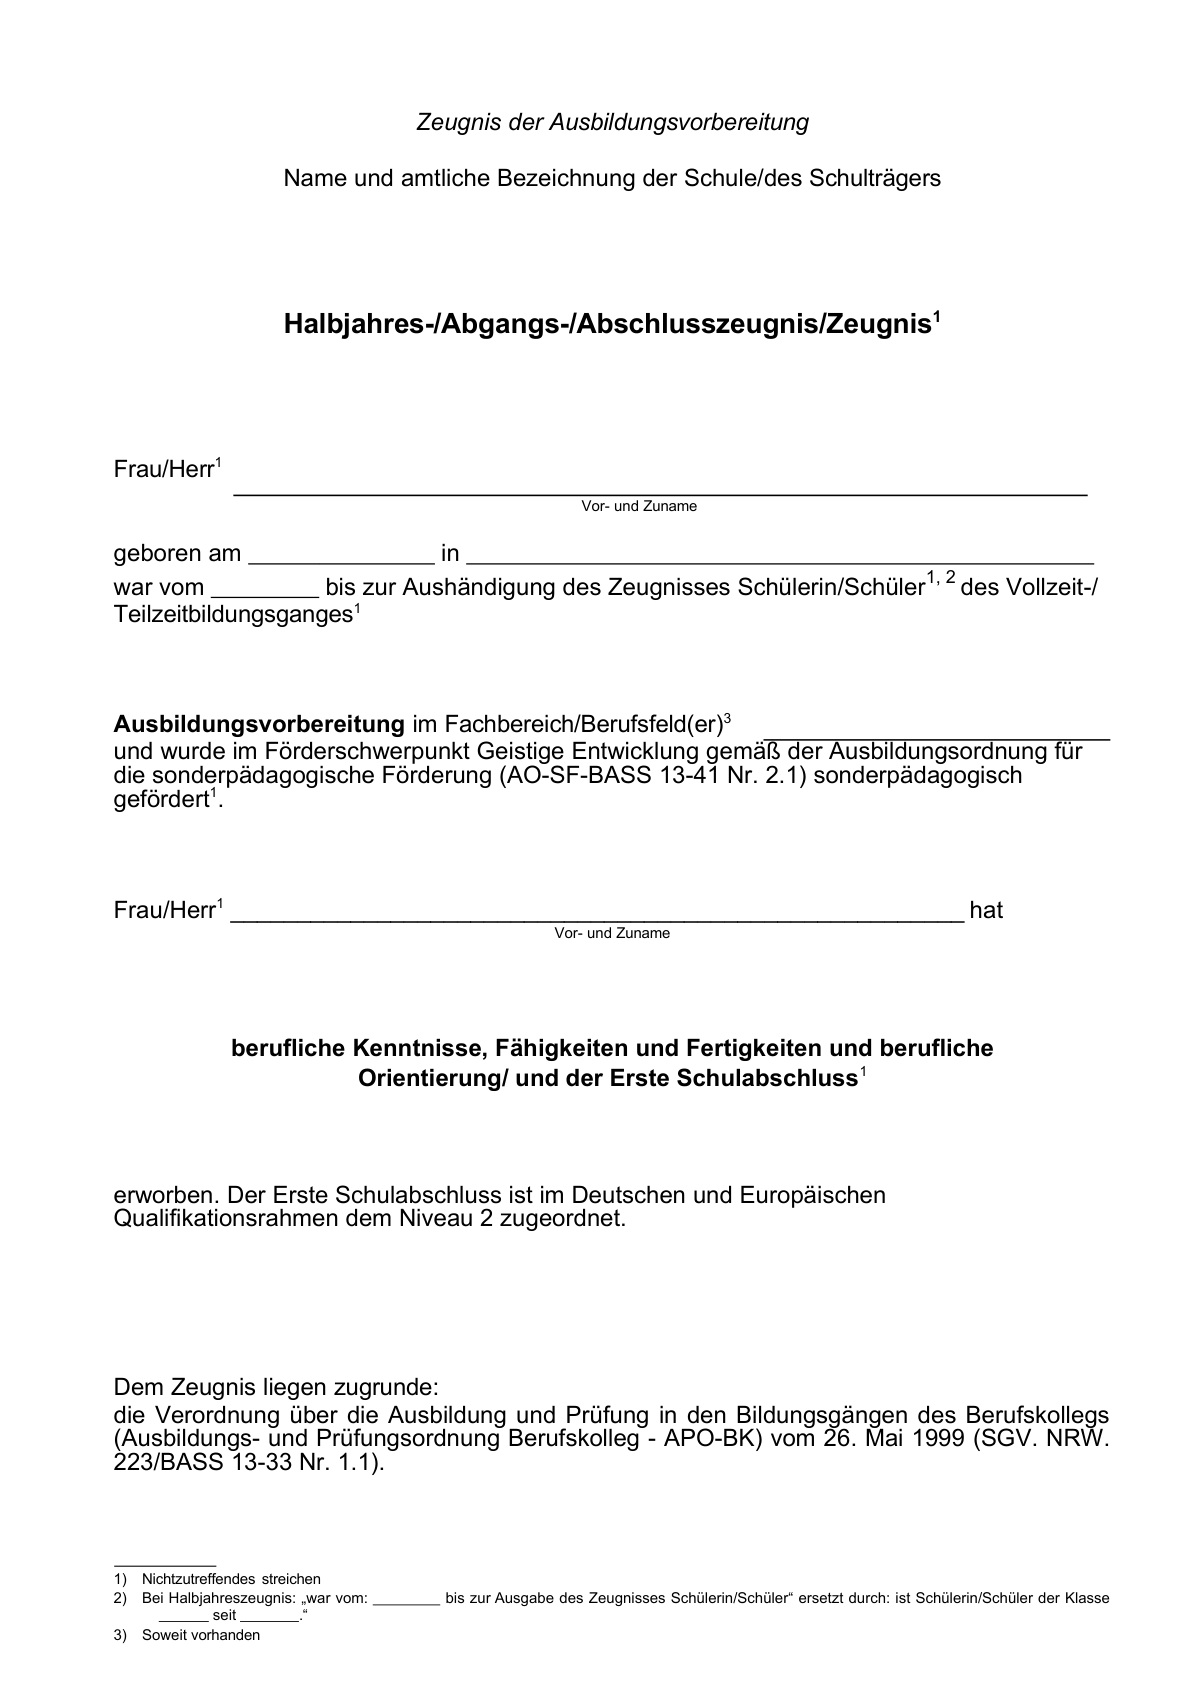 Zeugnis der Ausbildungsvorbereitung
Name und amtliche Bezeichnung der Schule/des Schulträgers
Halbjahres-/Abgangs-/Abschlusszeugnis/Zeugnis¹
Frau/Herr¹ ____________________
Vor- und Zuname
geboren am ______________ in ____________________
war vom ________ bis zur Aushändigung des Zeugnisses Schülerin/Schüler¹, ² des Vollzeit-/
Teilzeitbildungsganges¹
Ausbildungsvorbereitung im Fachbereich/Berufsfeld(er)³ ____________________
und wurde im Förderschwerpunkt Geistige Entwicklung gemäß der Ausbildungsordnung für
die sonderpädagogische Förderung (AO-SF-BASS 13-41 Nr. 2.1) sonderpädagogisch
gefördert¹.
Frau/Herr¹ ____________________ hat
Vor- und Zuname
berufliche Kenntnisse, Fähigkeiten und Fertigkeiten und berufliche
Orientierung/ und der Erste Schulabschluss¹
erworben. Der Erste Schulabschluss ist im Deutschen und Europäischen
Qualifikationsrahmen dem Niveau 2 zugeordnet.
Dem Zeugnis liegen zugrunde:
die Verordnung über die Ausbildung und Prüfung in den Bildungsgängen des Berufskollegs
(Ausbildungs- und Prüfungsordnung Berufskolleg - APO-BK) vom 26. Mai 1999 (SGV. NRW.
223/BASS 13-33 Nr. 1.1).
1) Nichtzutreffendes streichen
2) Bei Halbjahreszeugnis: „war vom: ________ bis zur Ausgabe des Zeugnisses Schülerin/Schüler“ ersetzt durch: ist Schülerin/Schüler der Klasse
______ seit _______.“
3) Soweit vorhanden